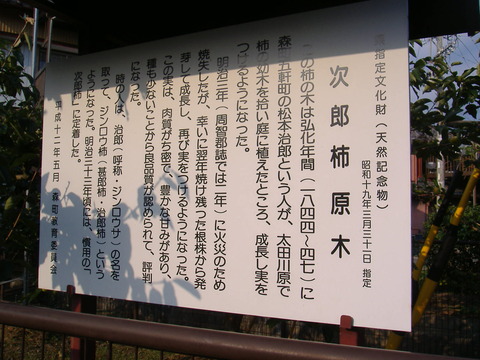 指定文化財(天然記念物)
昭和十九年三月三十一日 指定
次郎柿原木
この柿の木は弘化年間(一八四四~四七)に
森町五軒町の松本治郎という人が、太田川原で
柿の幼木を拾い庭に植えたところ、成長し実を
つけるようになった。
明治三年(周智郡誌では二年)に火災のため
焼失したが、幸いに翌年焼け残った根株から発
芽して成長し、再び実をつけるようになった。
この実は、肉質がち密で、豊かな甘みがあり、
種も少ないことから良品質が認められて、評判
になった。
時の人は、治郎(呼称・ジンロウサ)の名を
取って、ジンロウ柿(甚郎柿・治郎柿)という
ようになった。明治三十三年頃には、慣用の「
次郎柿」に定着した。
平成十二年五月 森町教育委員会